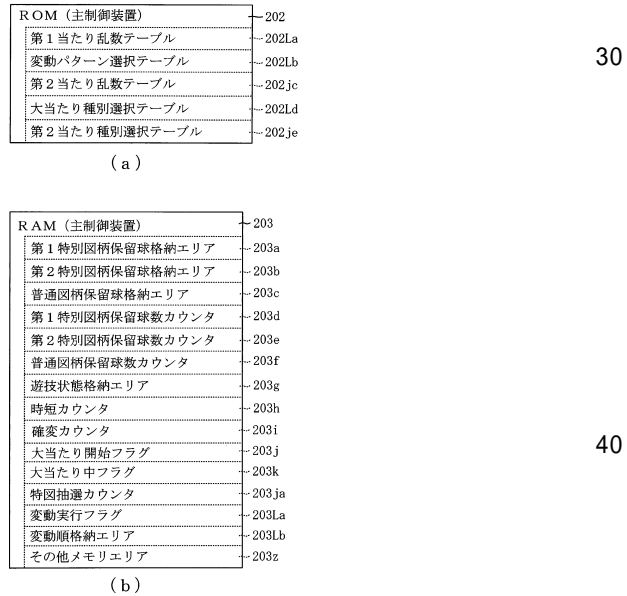 ROM（主制御装置） 202
第１当たり乱数テーブル 202La
30
変動パターン選択テーブル 202Lb
第２当たり乱数テーブル 202jc
大当たり種別選択テーブル 202Ld
第２当たり種別選択テーブル 202je
(a)
RAM（主制御装置） 203
第１特別図柄保留球格納エリア 203a
第２特別図柄保留球格納エリア 203b
普通図柄保留球格納エリア 203c
第１特別図柄保留球数カウンタ 203d
第２特別図柄保留球数カウンタ 203e
普通図柄保留球数カウンタ 203f
遊技状態格納エリア 203g
時短カウンタ 203h
確変カウンタ 203i
大当たり開始フラグ 203j
40
大当たり中フラグ 203k
特図抽選カウンタ 203ja
変動実行フラグ 203La
変動順格納エリア 203Lb
その他メモリエリア 203z
(b)